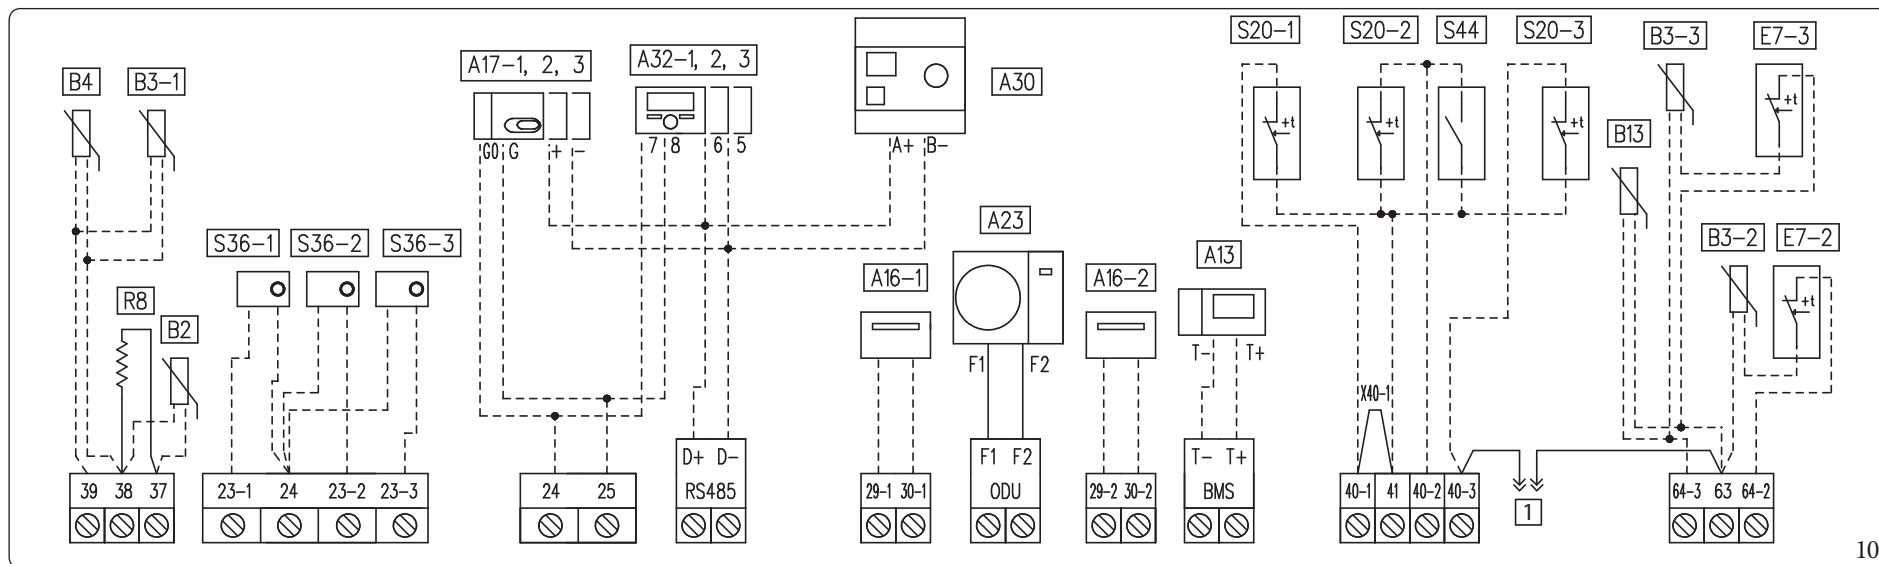 S20-1 S20-2 S44 S20-3 B3-3 E7-3
A17-1, 2, 3 A32-1, 2, 3 A30
B4 B3-1
+t +t +t +t
B13
G0 G + - 7 8 6 5 A+ B-
A23
S36-1 S36-2 S36-3
B3-2 E7-2
A16-1 A16-2 A13
R8
B2
+t
F1 F2 T- T+
X40-1
D+ D- F1 F2 T- T+
39 38 37 23-1 24 23-2 23-3 24 25 RS485 29-1 30-1 ODU 29-2 30-2 BMS 40-1 41 40-2 40-3 64-3 63 64-2
1
10